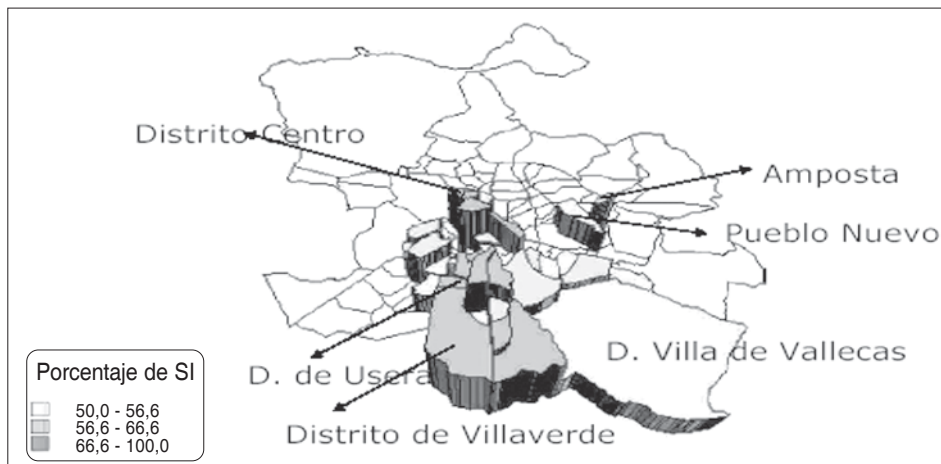 Distrito Centro
Amposta
Pueblo Nuevo
D. Villa de Vallecas
D. de Usera
Distrito de Villaverde
Porcentaje de SI
50,0 - 56,6
56,6 - 66,6
66,6 - 100,0